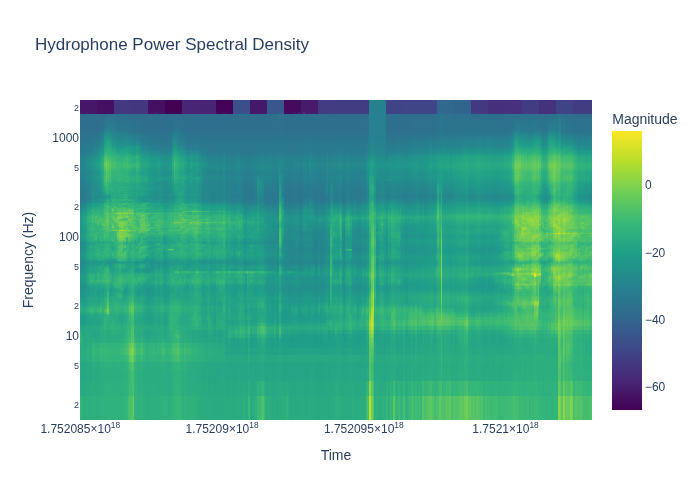 Hydrophone Power Spectral Density
Magnitude
2
1000
5
2
100
5
2
10
5
2
Frequency (Hz)
0
−20
−40
−60
1.752085×10¹⁸ 1.75209×10¹⁸ 1.752095×10¹⁸ 1.7521×10¹⁸
Time